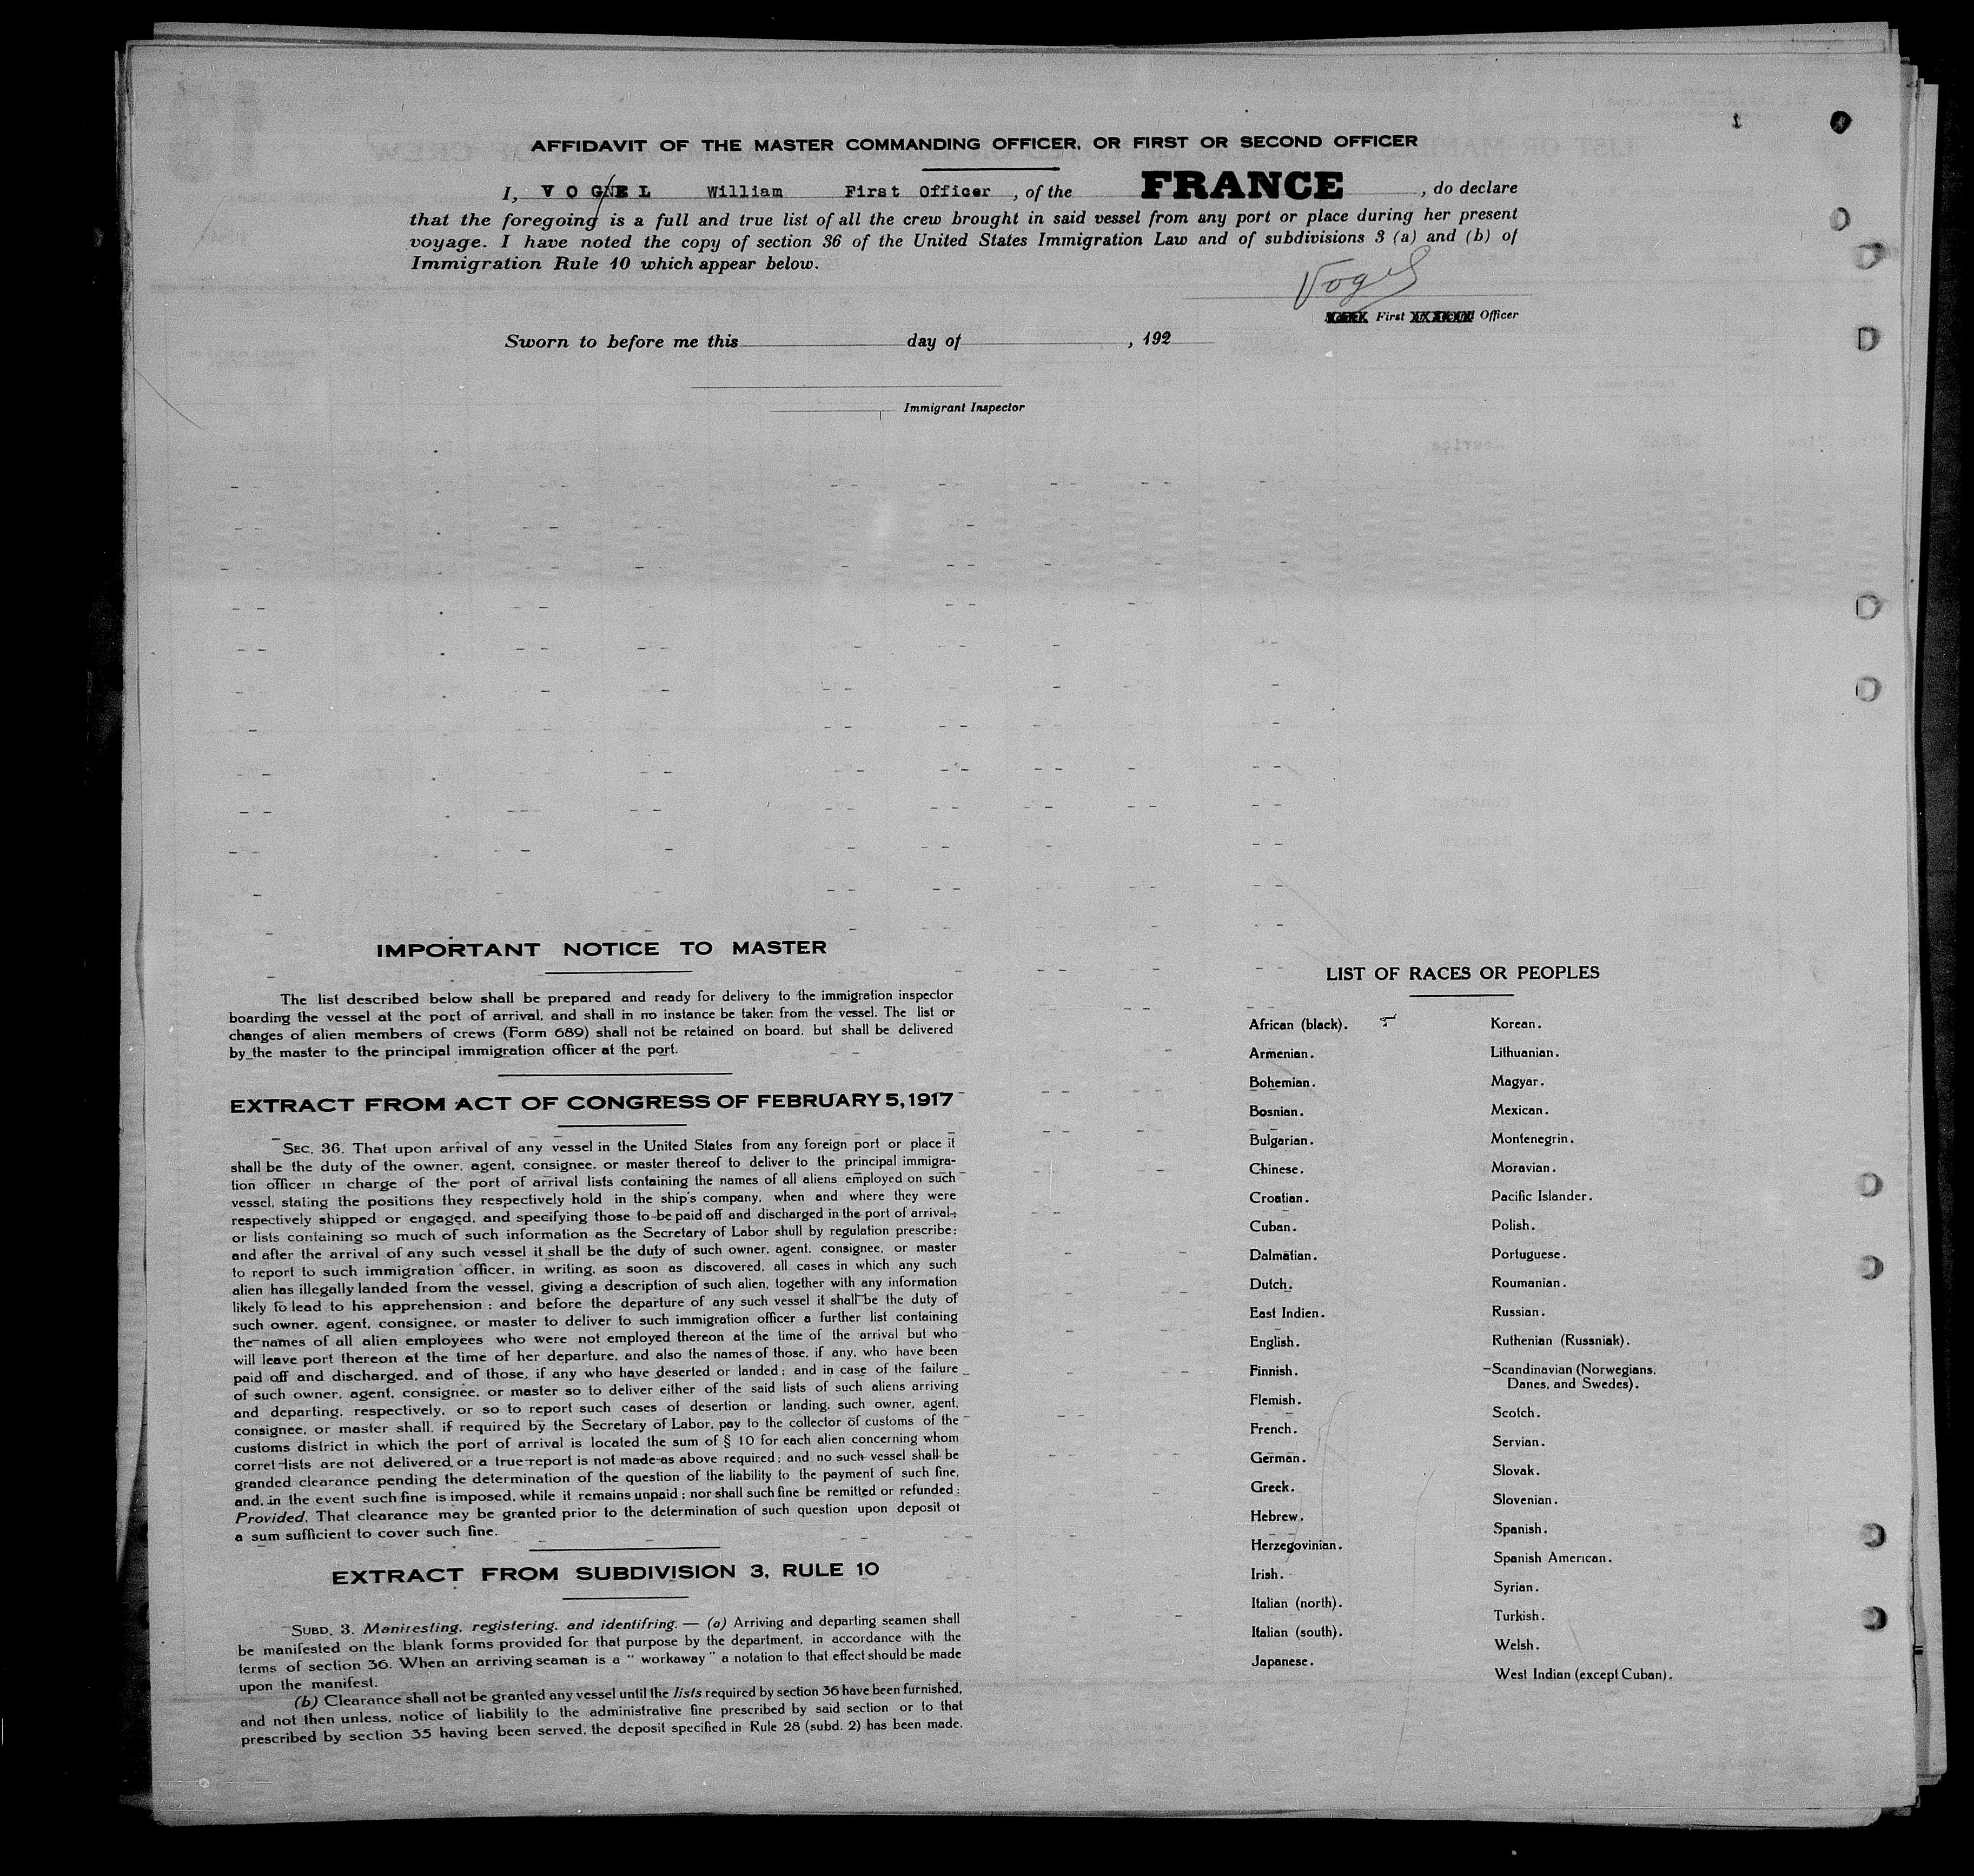 AFFIDAVIT OF THE MASTER COMMANDING OFFICER, OR FIRST OR SECOND OFFICER
I, VOGNEL William First Officer, of the FRANCE, do declare
that the foregoing is a full and true list of all the crew brought in said vessel from any port or place during her present
voyage. I have noted the copy of section 36 of the United States Immigration Law and of subdivisions 3 (a) and (b) of
Immigration Rule 10 which appear below.
Vogel
First Officer
Sworn to before me this day of , 192
Immigrant Inspector
IMPORTANT NOTICE TO MASTER
The list described below shall be prepared and ready for delivery to the immigration inspector
boarding the vessel at the port of arrival, and shall in no instance be taken from the vessel. The list or
changes of alien members of crews (Form 689) shall not be retained on board, but shall be delivered
by the master to the principal immigration officer at the port.
EXTRACT FROM ACT OF CONGRESS OF FEBRUARY 5, 1917
SEC. 36. That upon arrival of any vessel in the United States from any foreign port or place it
shall be the duty of the owner, agent, consignee, or master thereof to deliver to the principal immigra-
tion officer in charge of the port of arrival lists containing the names of all aliens employed on such
vessel, stating the positions they respectively hold in the ship's company, when and where they were
respectively shipped or engaged, and specifying those to be paid off and discharged in the port of arrival;
or lists containing so much of such information as the Secretary of Labor shull by regulation prescribe;
and after the arrival of any such vessel it shall be the duty of such owner, agent, consignee, or master
to report to such immigration officer, in writing, as soon as discovered, all cases in which any such
alien has illegally landed from the vessel, giving a description of such alien, together with any information
likely to lead to his apprehension; and before the departure of any such vessel it shall be the duty of
such owner, agent, consignee, or master to deliver to such immigration officer a further list containing
the names of all alien employees who were not employed thereon at the time of the arrival but who
will leave port thereon at the time of her departure, and also the names of those, if any, who have been
paid off and discharged, and of those, if any who have deserted or landed; and in case of the failure
of such owner, agent, consignee, or master so to deliver either of the said lists of such aliens arriving
and departing, respectively, or so to report such cases of desertion or landing, such owner, agent,
consignee, or master shall, if required by the Secretary of Labor, pay to the collector of customs of the
customs district in which the port of arrival is located the sum of § 10 for each alien concerning whom
corret lists are not delivered or a true report is not made as above required; and no such vessel shall be
granded clearance pending the determination of the question of the liability to the payment of such fine,
and, in the event such fine is imposed, while it remains unpaid; nor shall such fine be remitted or refunded:
Provided, That clearance may be granted prior to the determination of such question upon deposit of
a sum sufficient to cover such fine.
EXTRACT FROM SUBDIVISION 3, RULE 10
SUBD. 3. Maniresting, registering, and identifring. — (a) Arriving and departing seamen shall
be manifested on the blank forms provided for that purpose by the department, in accordance with the
terms of section 36. When an arriving seaman is a " workaway " a notation to that effect should be made
upon the manifest.
(b) Clearance shall not be granted any vessel until the lists required by section 36 have been furnished,
and not then unless, notice of liability to the administrative fine prescribed by said section or to that
prescribed by section 35 having been served, the deposit specified in Rule 28 (subd. 2) has been made.
LIST OF RACES OR PEOPLES
African (black).
Armenian.
Bohemian.
Bosnian.
Bulgarian.
Chinese.
Croatian.
Cuban.
Dalmatian.
Dutch.
East Indien.
English.
Finnish.
Flemish.
French.
German.
Greek.
Hebrew.
Herzegovinian.
Irish.
Italian (north).
Italian (south).
Japanese.
Korean.
Lithuanian.
Magyar.
Mexican.
Montenegrin.
Moravian.
Pacific Islander.
Polish.
Portuguese.
Roumanian.
Russian.
Ruthenian (Russniak).
Scandinavian (Norwegians,
Danes, and Swedes).
Scotch.
Servian.
Slovak.
Slovenian.
Spanish.
Spanish American.
Syrian.
Turkish.
Welsh.
West Indian (except Cuban).